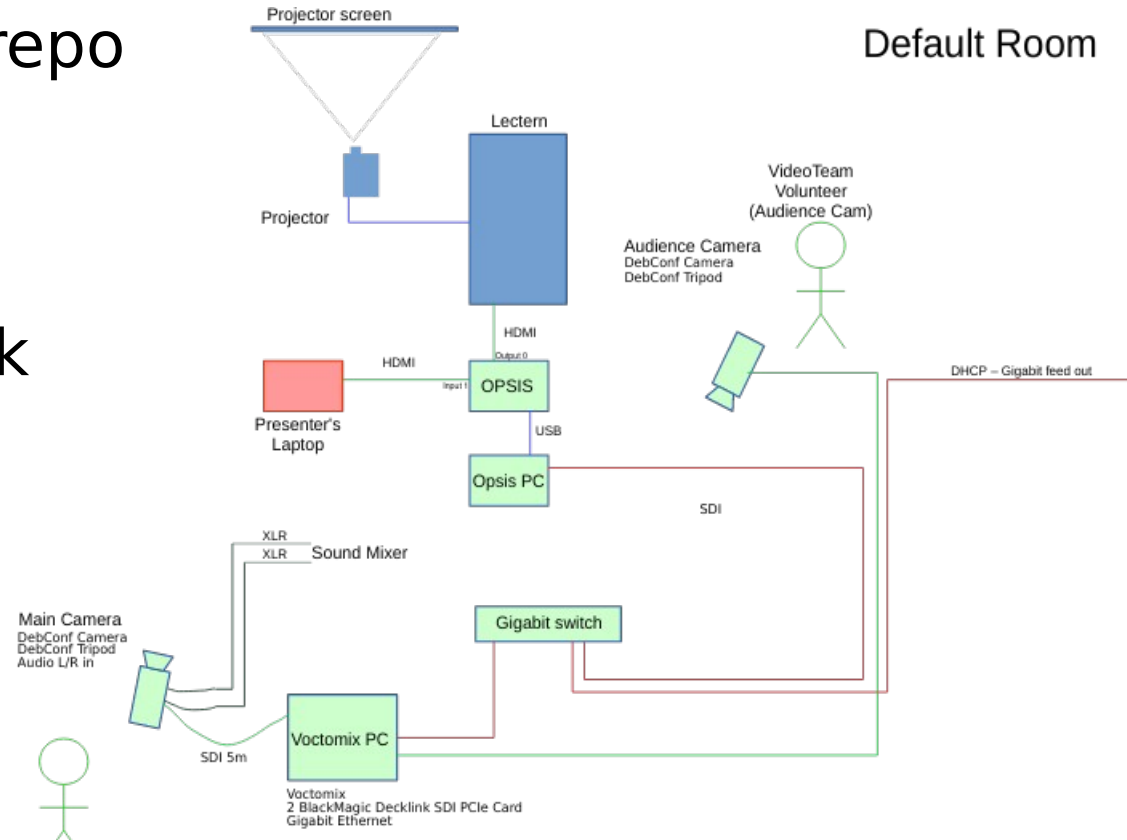 repo
Projector screen
Default Room
Lectern
VideoTeam
Volunteer
(Audience Cam)
Projector
Audience Camera
DebConf Camera
DebConf Tripod
HDMI
k
Output 0
HDMI
Input 1
OPSIS
DHCP – Gigabit feed out
Presenter's
Laptop
USB
Opsis PC
SDI
XLR
XLR
Sound Mixer
Main Camera
DebConf Camera
DebConf Tripod
Audio L/R in
Gigabit switch
Voctomix PC
SDI 5m
Voctomix
2 BlackMagic Decklink SDI PCIe Card
Gigabit Ethernet